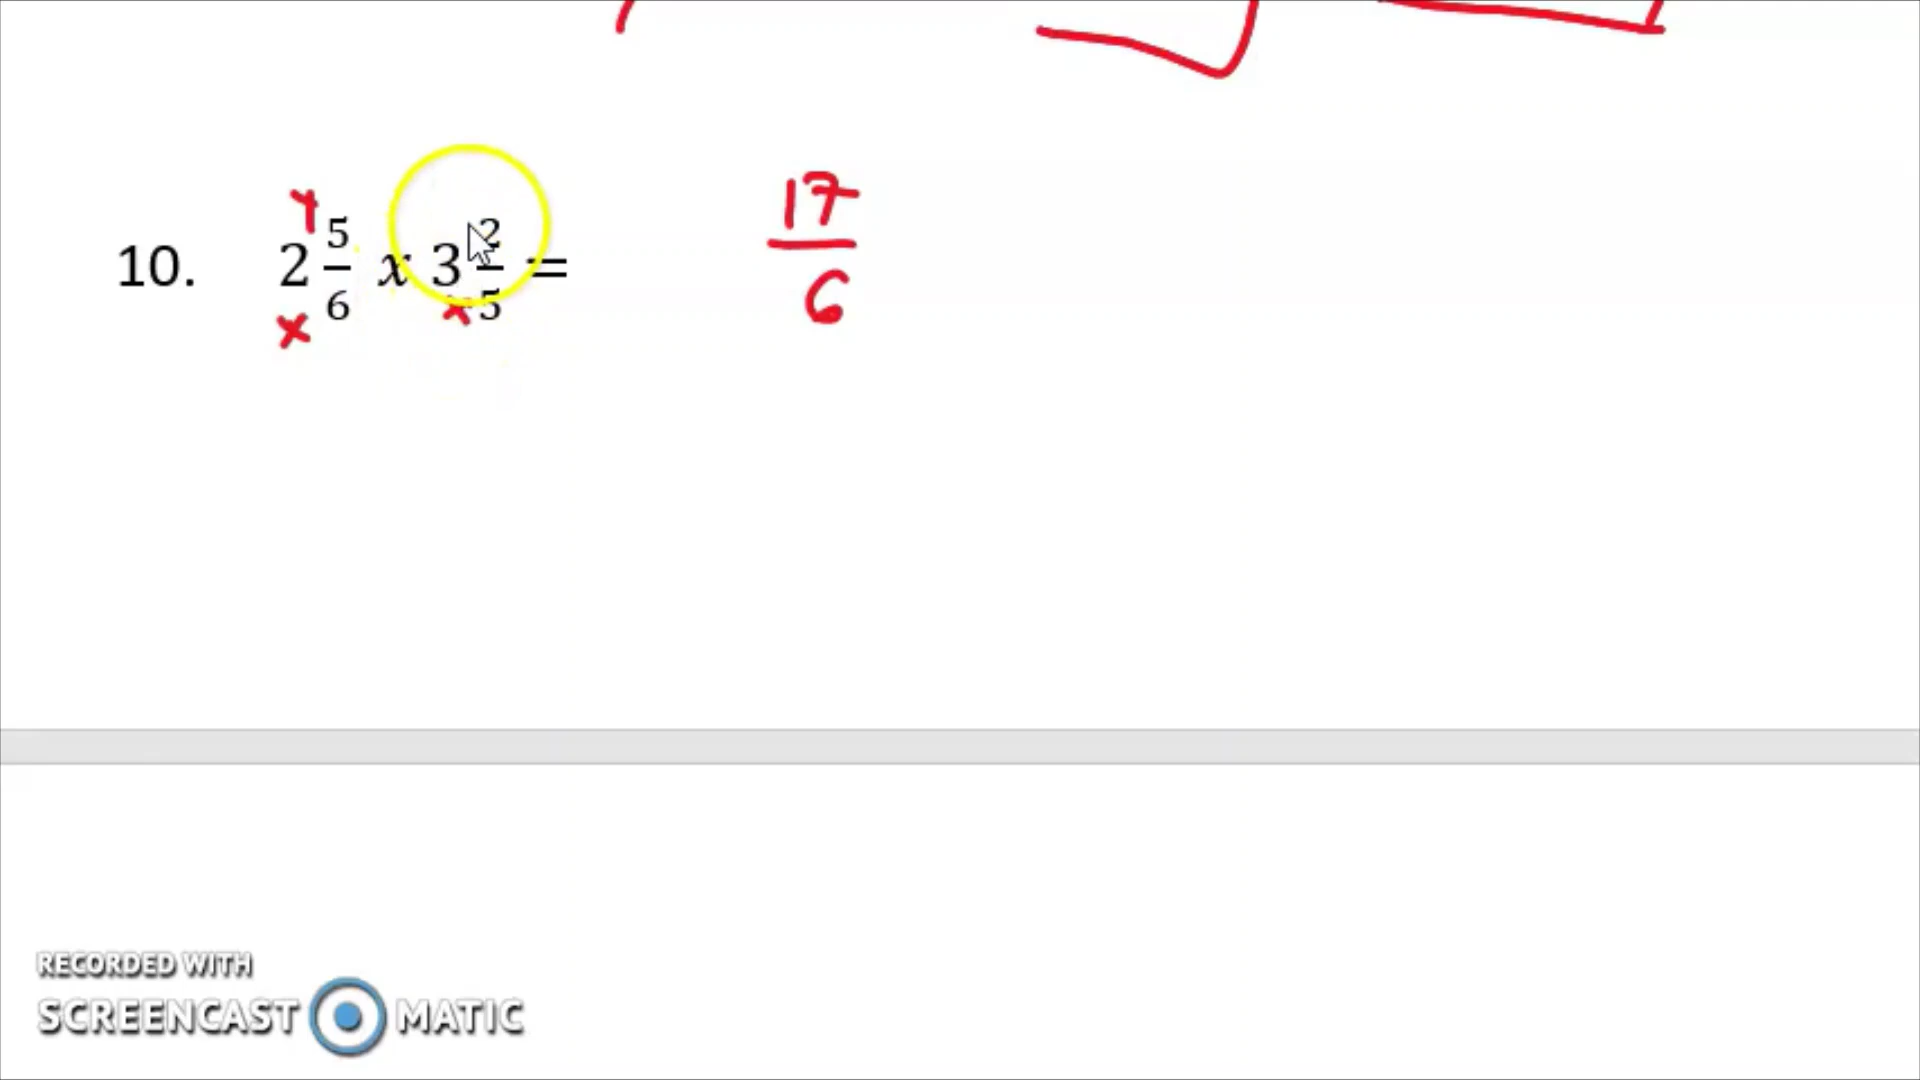 10. 2 5/6 x 3 2/5 =
x
17/6
RECORDED WITH
SCREENCAST MATIC